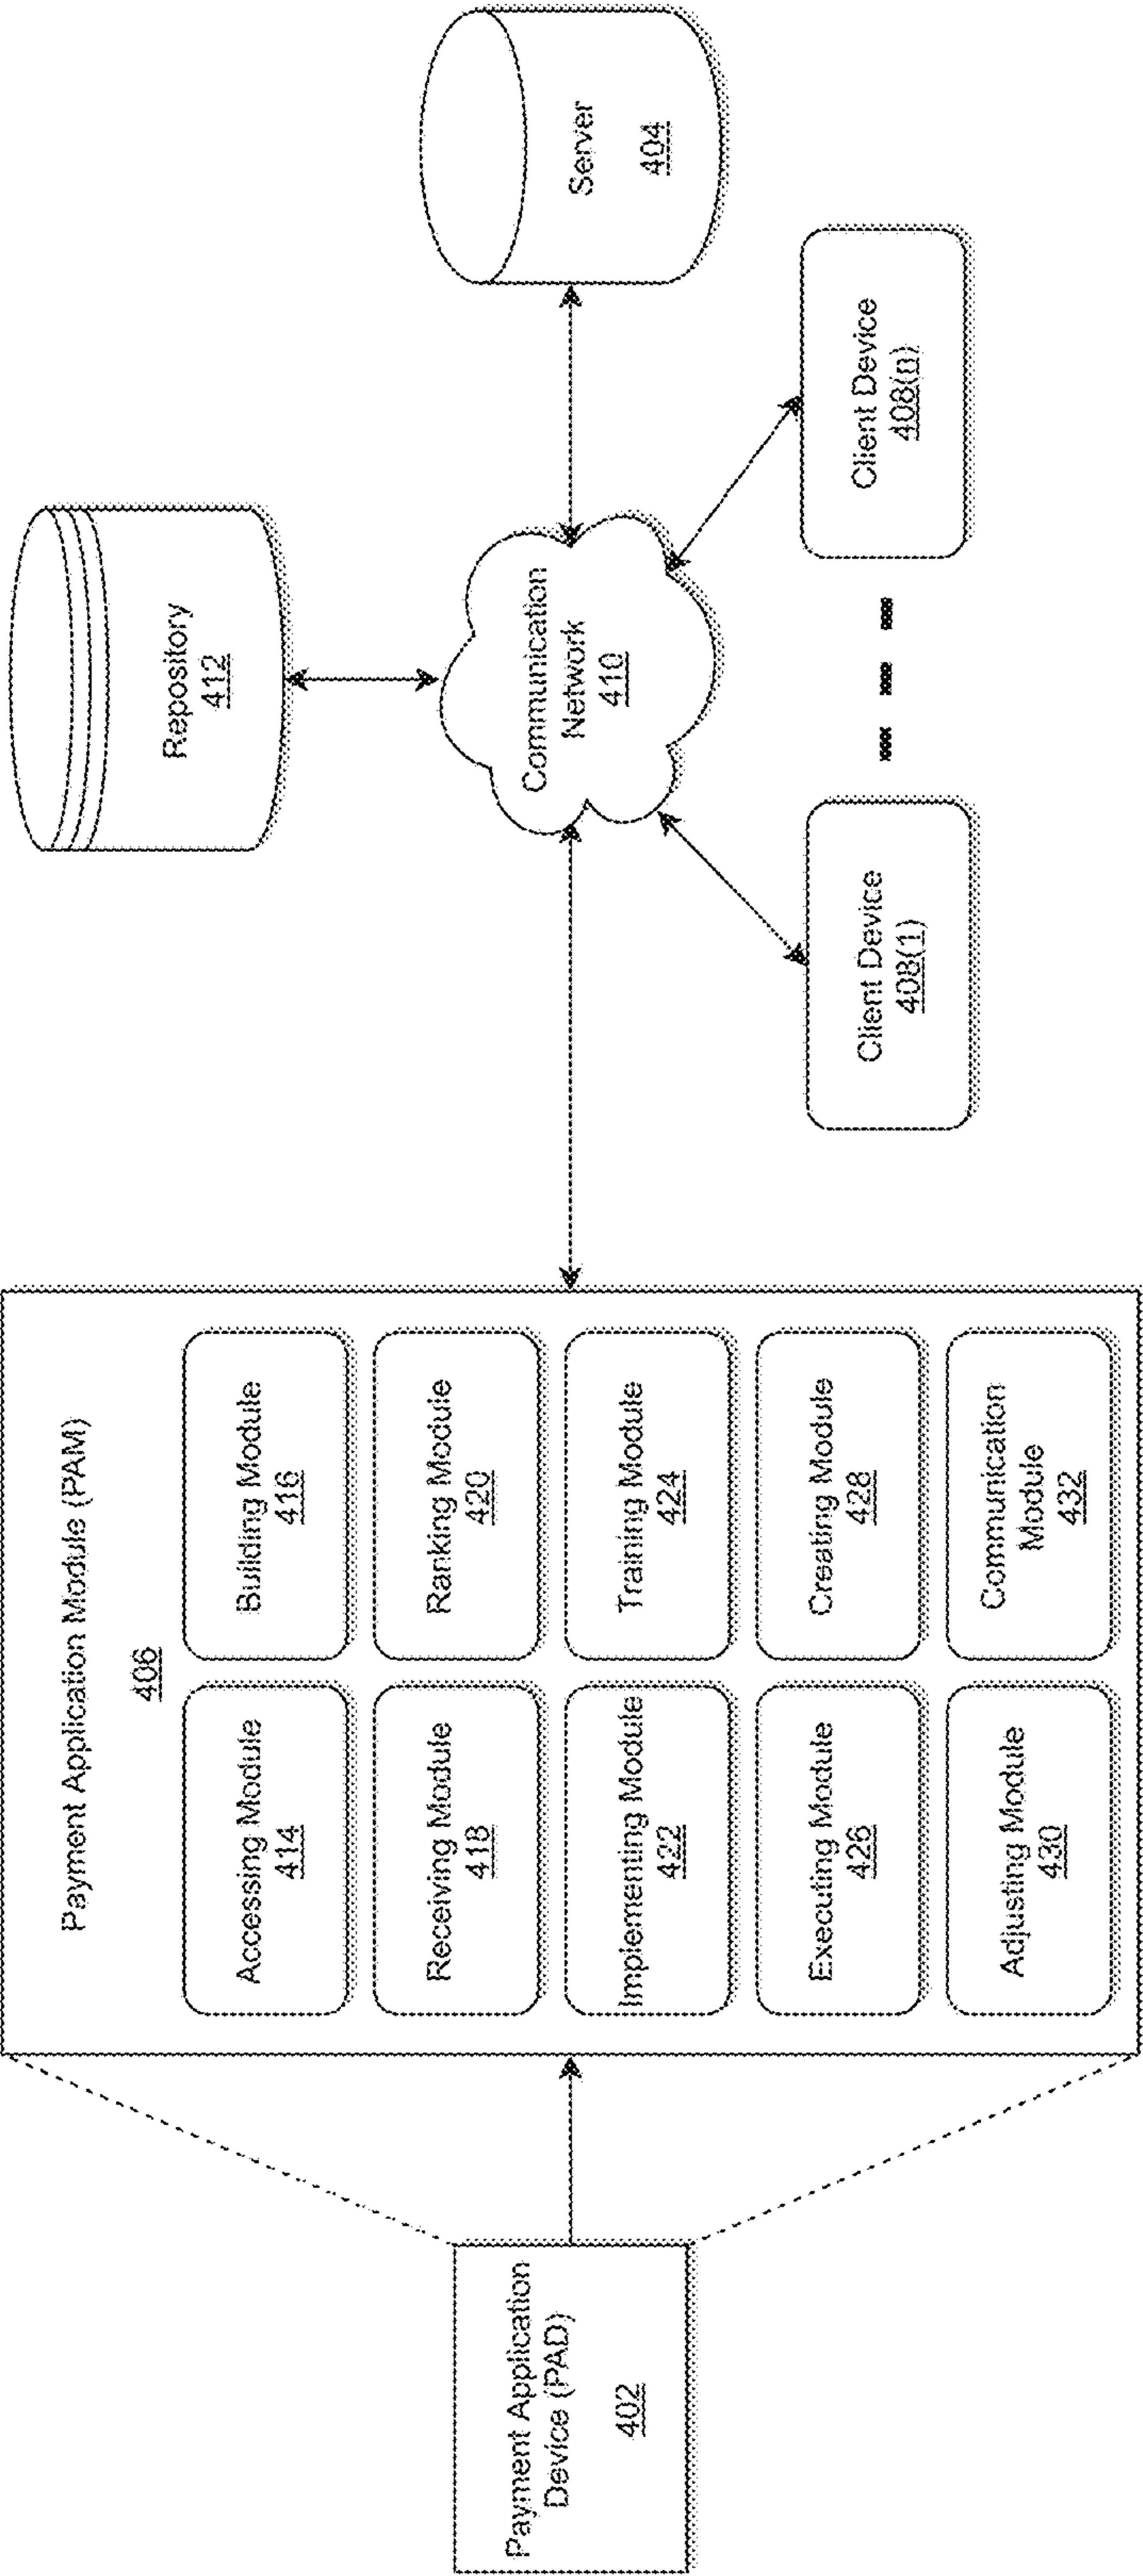 Payment Application
Device (PAD)
402
Payment Application Module (PAM)
406
Accessing Module
414
Building Module
416
Receiving Module
418
Ranking Module
420
Implementing Module
422
Training Module
424
Executing Module
426
Creating Module
428
Adjusting Module
430
Communication
Module
432
Repository
412
Communication
Network
410
Server
404
Client Device
408(1)
Client Device
408(n)